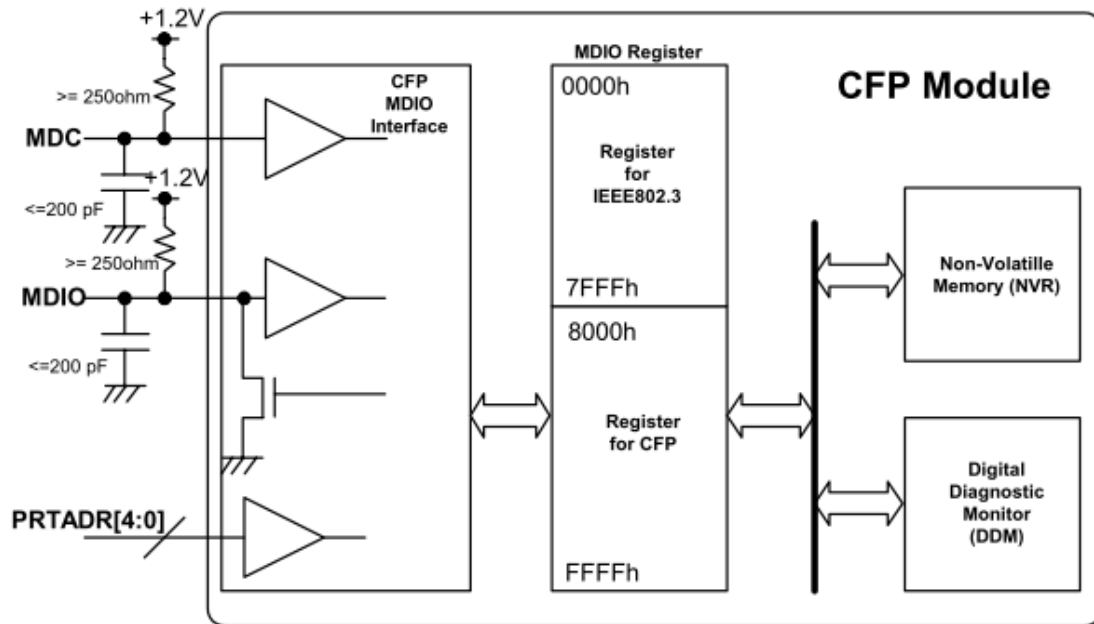 +1.2V
>= 250ohm
MDC
<=200 pF
+1.2V
>= 250ohm
MDIO
<=200 pF
PRTADR[4:0]
CFP
MDIO
Interface
MDIO Register
0000h
Register
for
IEEE802.3
7FFFh
8000h
Register
for CFP
FFFFh
CFP Module
Non-Volatille
Memory (NVR)
Digital
Diagnostic
Monitor
(DDM)